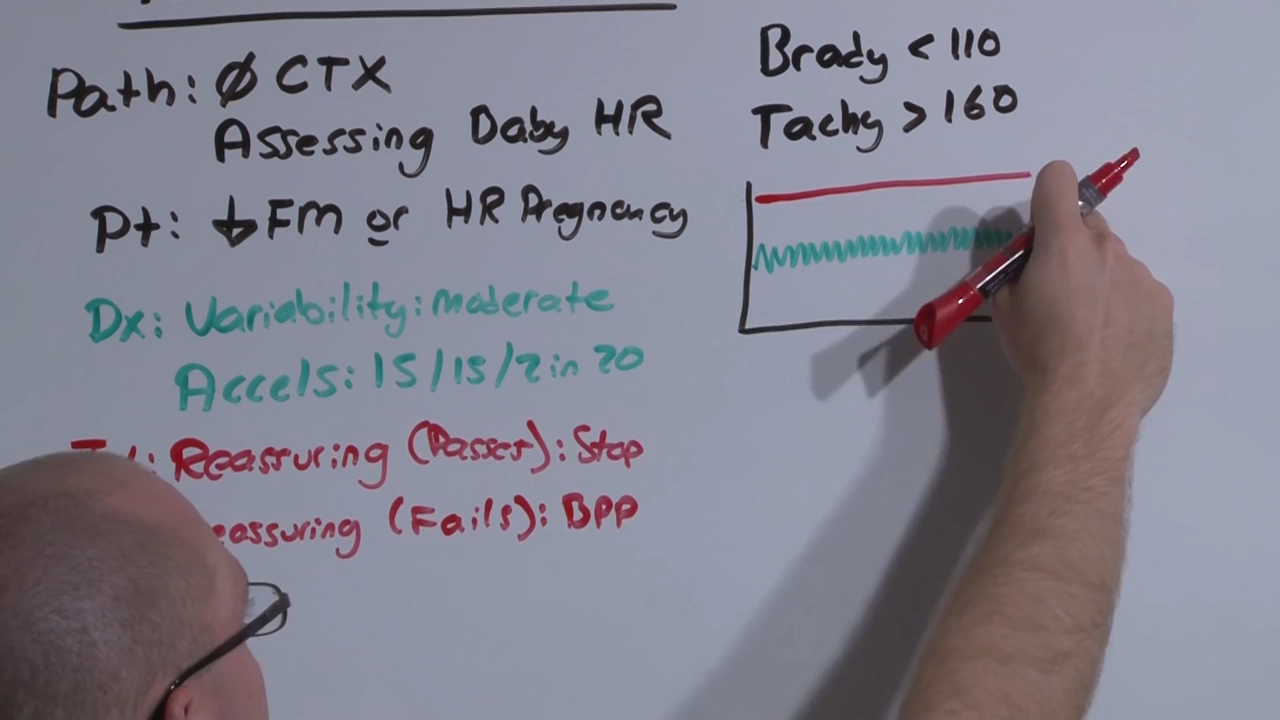 Path: Ø CTX
Assessing Baby HR
Pt: ↓ FM or HR Pregnancy
Dx: Variability: moderate
Accels: 15/15/2 in 20
Reassuring (Passes): Stop
eassuring (Fails): BPP
Brady < 110
Tachy > 160